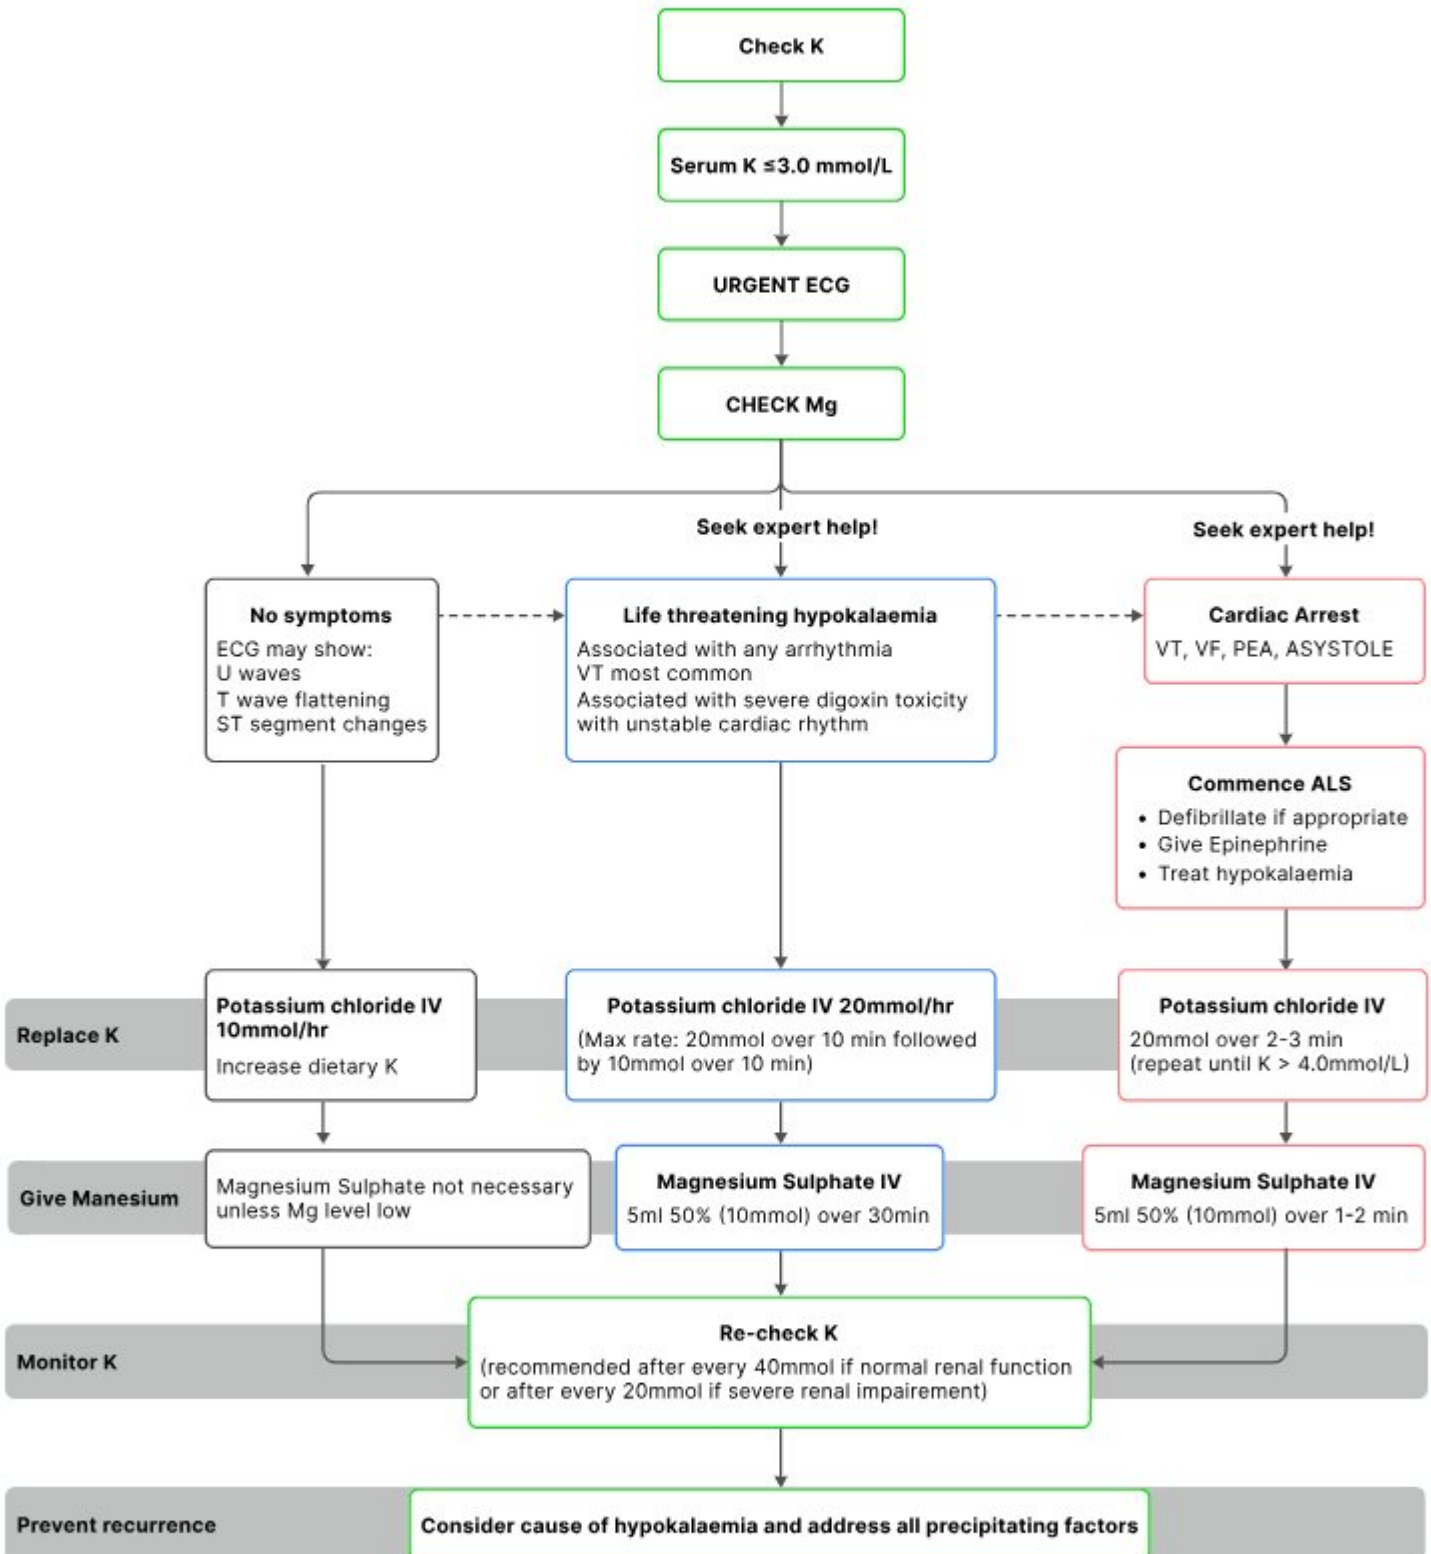 Check K
Serum K ≤3.0 mmol/L
URGENT ECG
CHECK Mg
Seek expert help!
Seek expert help!
No symptoms
ECG may show:
U waves
T wave flattening
ST segment changes
Life threatening hypokalaemia
Associated with any arrhythmia
VT most common
Associated with severe digoxin toxicity
with unstable cardiac rhythm
Cardiac Arrest
VT, VF, PEA, ASYSTOLE
Commence ALS
• Defibrillate if appropriate
• Give Epinephrine
• Treat hypokalaemia
Replace K
Potassium chloride IV
10mmol/hr
Increase dietary K
Potassium chloride IV 20mmol/hr
(Max rate: 20mmol over 10 min followed
by 10mmol over 10 min)
Potassium chloride IV
20mmol over 2-3 min
(repeat until K > 4.0mmol/L)
Give Manesium
Magnesium Sulphate not necessary
unless Mg level low
Magnesium Sulphate IV
5ml 50% (10mmol) over 30min
Magnesium Sulphate IV
5ml 50% (10mmol) over 1-2 min
Monitor K
Re-check K
(recommended after every 40mmol if normal renal function
or after every 20mmol if severe renal impairement)
Prevent recurrence
Consider cause of hypokalaemia and address all precipitating factors